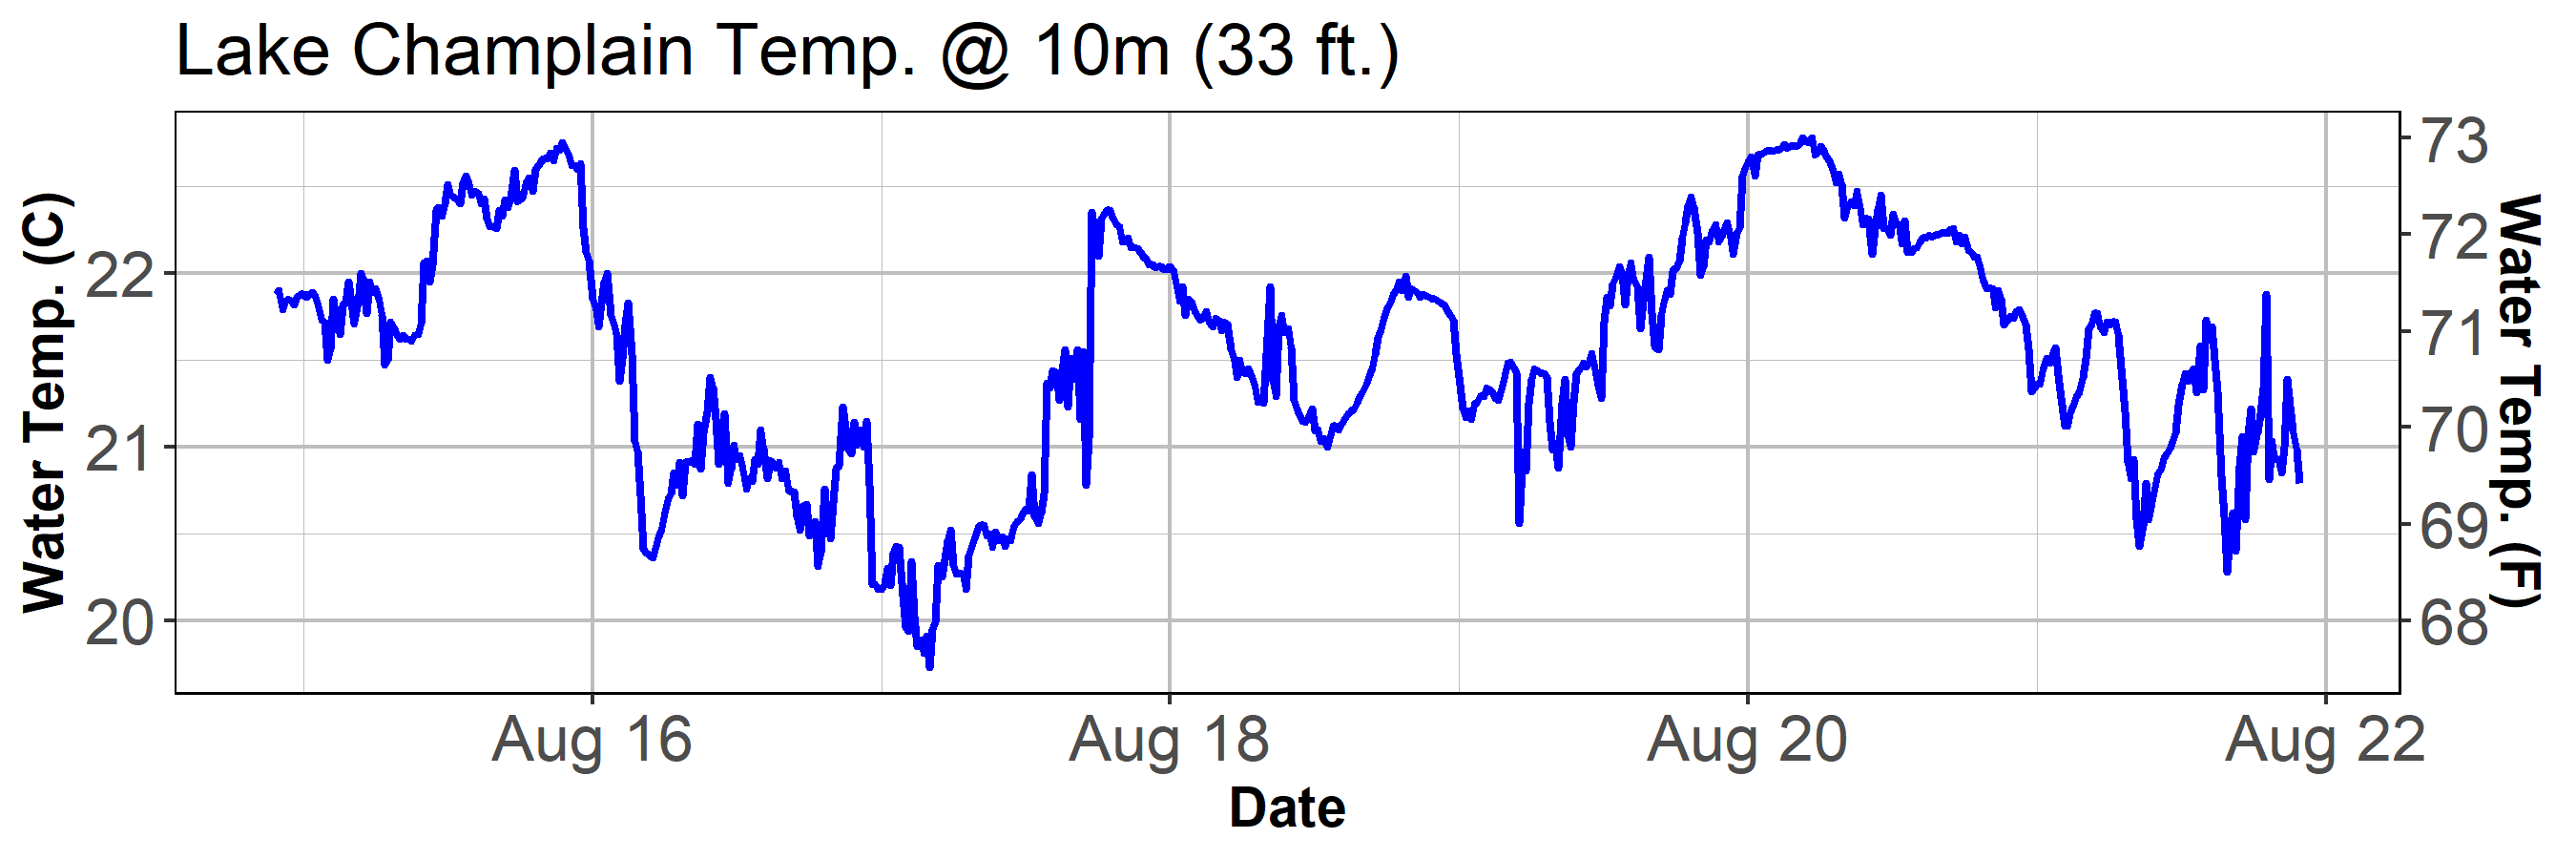 Lake Champlain Temp. @ 10m (33 ft.)
Water Temp. (C)
22
21
20
73
72
71
70
69
68
Water Temp. (F)
Aug 16
Aug 18
Aug 20
Aug 22
Date